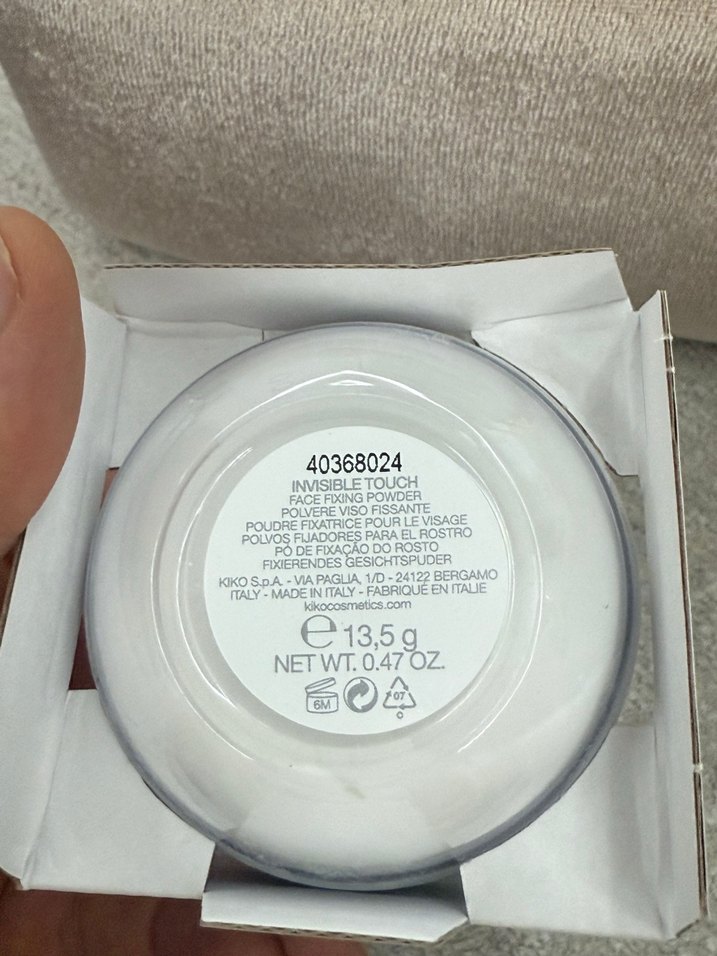 40368024
INVISIBLE TOUCH
FACE FIXING POWDER
POLVERE VISO FISSANTE
POUDRE FIXATRICE POUR LE VISAGE
POLVOS FIJADORES PARA EL ROSTRO
PÓ DE FIXAÇÃO DO ROSTO
FIXIERENDES GESICHTSPUDER
KIKO S.p.A. - VIA PAGLIA, 1/D - 24122 BERGAMO
ITALY - MADE IN ITALY - FABRIQUÉ EN ITALIE
kikocosmetics.com
℮ 13,5 g
NET WT. 0.47 OZ.
6M 07
O